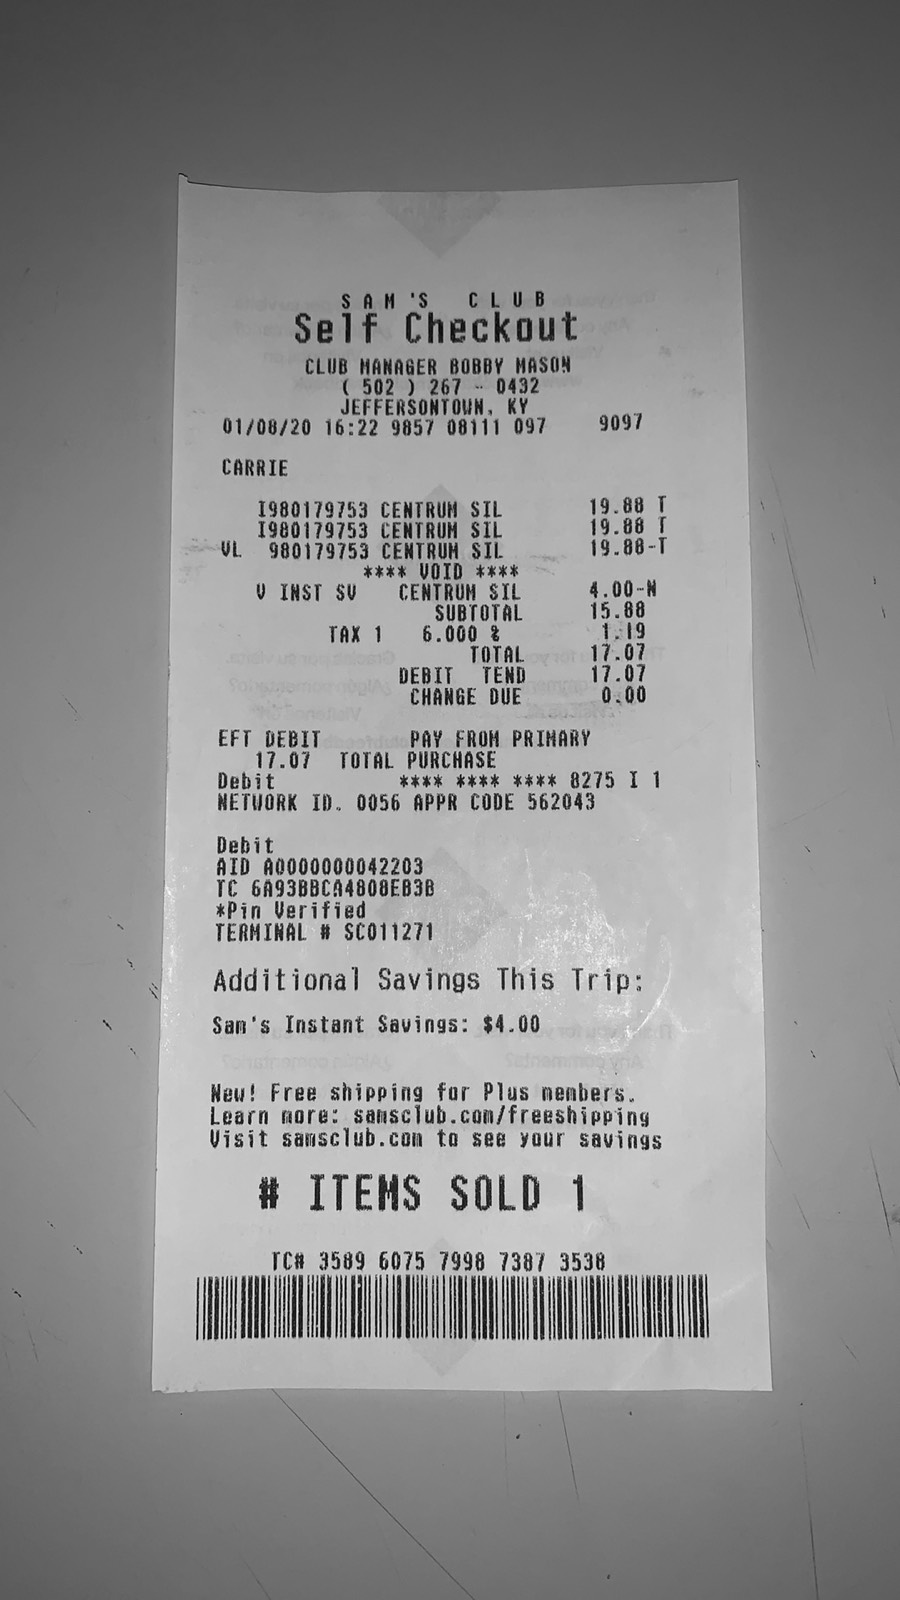 SAM'S CLUB
Self Checkout
CLUB MANAGER BOBBY MASON
( 502 ) 267 - 0432
JEFFERSONTOWN, KY
01/08/20 16:22 9857 08111 097 9097
CARRIE
I980179753 CENTRUM SIL 19.88 T
I980179753 CENTRUM SIL 19.88 T
VL 980179753 CENTRUM SIL 19.88-T
**** VOID ****
V INST SV CENTRUM SIL 4.00-N
SUBTOTAL 15.88
TAX 1 6.000 % 1.19
TOTAL 17.07
DEBIT TEND 17.07
CHANGE DUE 0.00
EFT DEBIT PAY FROM PRIMARY
17.07 TOTAL PURCHASE
Debit **** **** **** 8275 I 1
NETWORK ID. 0056 APPR CODE 562043
Debit
AID A0000000042203
TC 6A93BBCA4808EB3B
*Pin Verified
TERMINAL # SC011271
Additional Savings This Trip:
Sam's Instant Savings: $4.00
New! Free shipping for Plus members.
Learn more: samsclub.com/freeshipping
Visit samsclub.com to see your savings
# ITEMS SOLD 1
TC# 3589 6075 7998 7387 3538